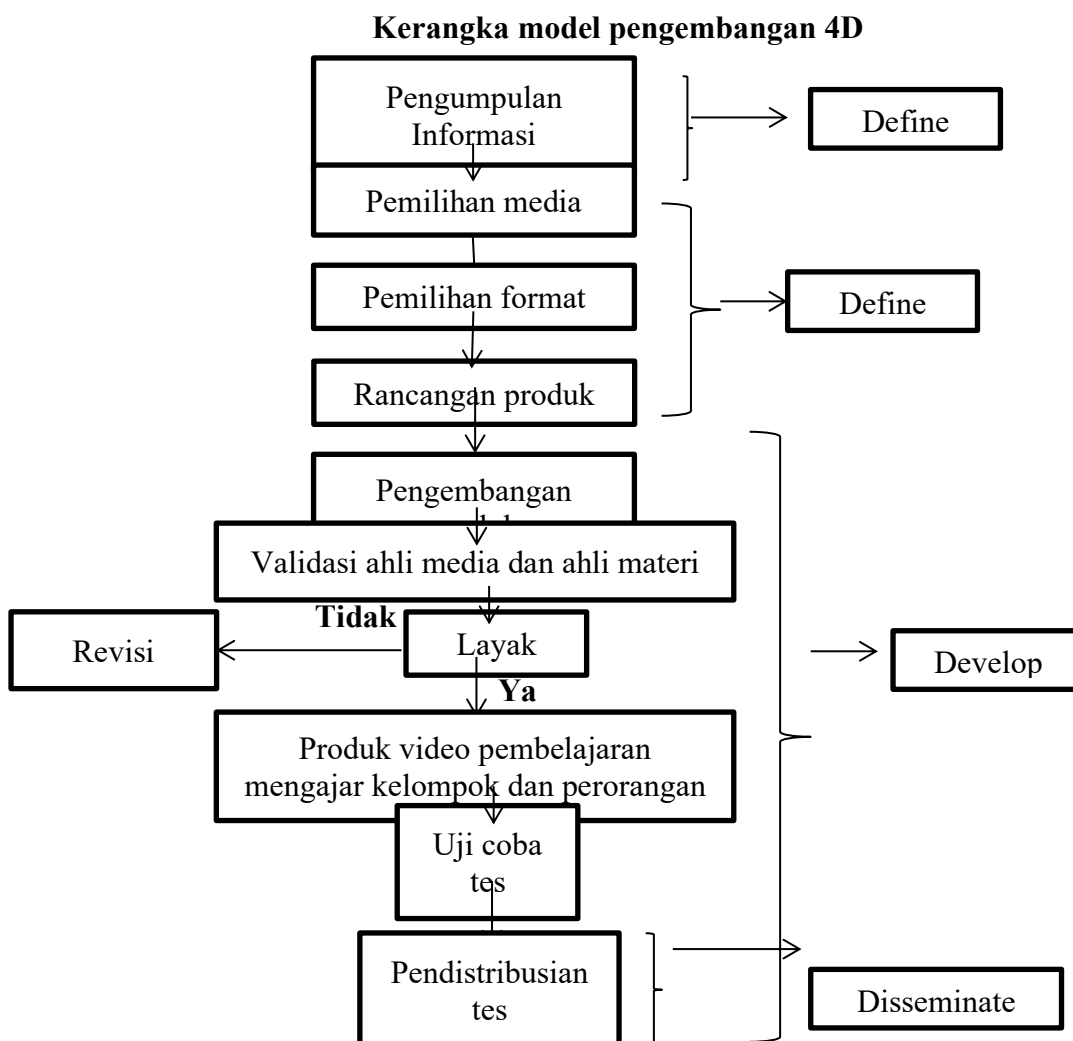 Kerangka model pengembangan 4D
Pengumpulan
Informasi
Define
Pemilihan media
Pemilihan format
Define
Rancangan produk
Pengembangan
Validasi ahli media dan ahli materi
Tidak
Revisi
Layak
Develop
Ya
Produk video pembelajaran
mengajar kelompok dan perorangan
Uji coba
tes
Pendistribusian
tes
Disseminate